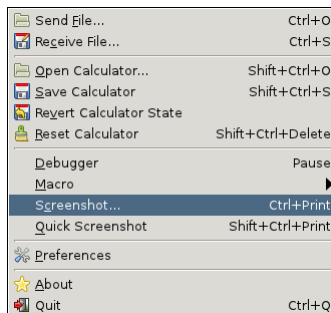 Send File... Ctrl+O
Receive File... Ctrl+S
Open Calculator... Shift+Ctrl+O
Save Calculator Shift+Ctrl+S
Revert Calculator State
Reset Calculator Shift+Ctrl+Delete
Debugger Pause
Macro
Screenshot... Ctrl+Print
Quick Screenshot Shift+Ctrl+Print
Preferences
About
Quit Ctrl+Q